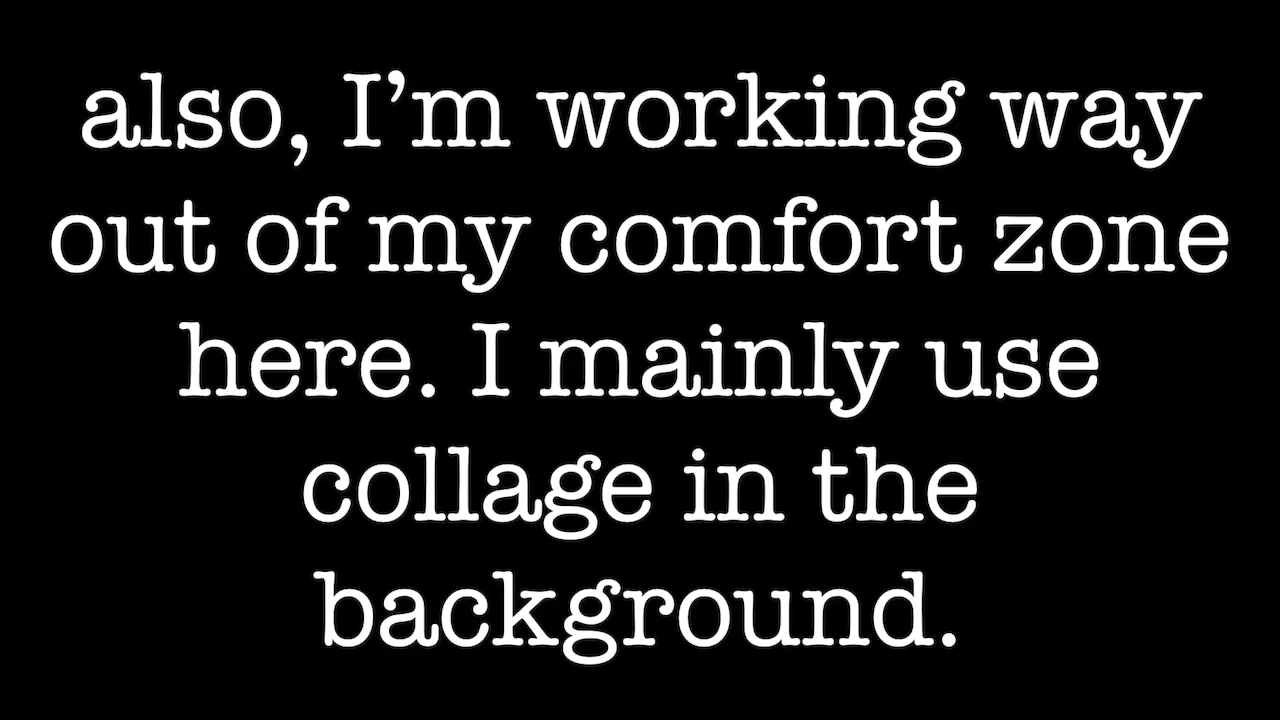 also, I’m working way
out of my comfort zone
here. I mainly use
collage in the
background.